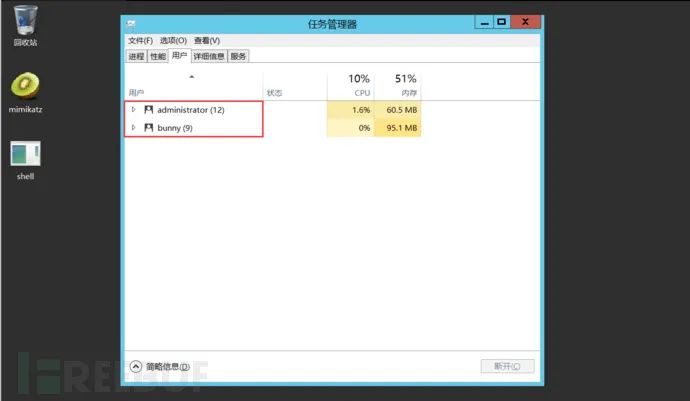 回收站
mimikatz
shell
任务管理器
文件(F) 选项(O) 查看(V)
进程 性能 用户 详细信息 服务
10% 51%
用户 状态 CPU 内存
administrator (12) 1.6% 60.5 MB
bunny (9) 0% 95.1 MB
简略信息(D)
断开(C)
REEBUF